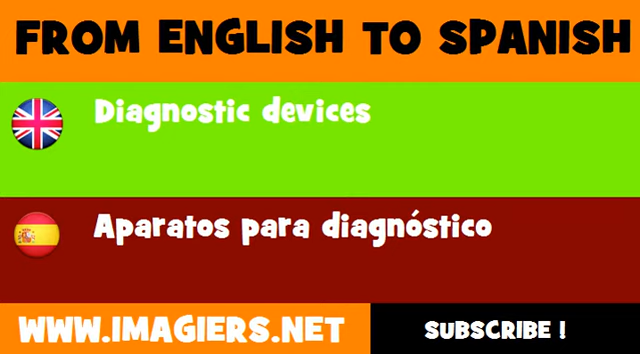 FROM ENGLISH TO SPANISH
Diagnostic devices
Aparatos para diagnóstico
WWW.IMAGIERS.NET
SUBSCRIBE !